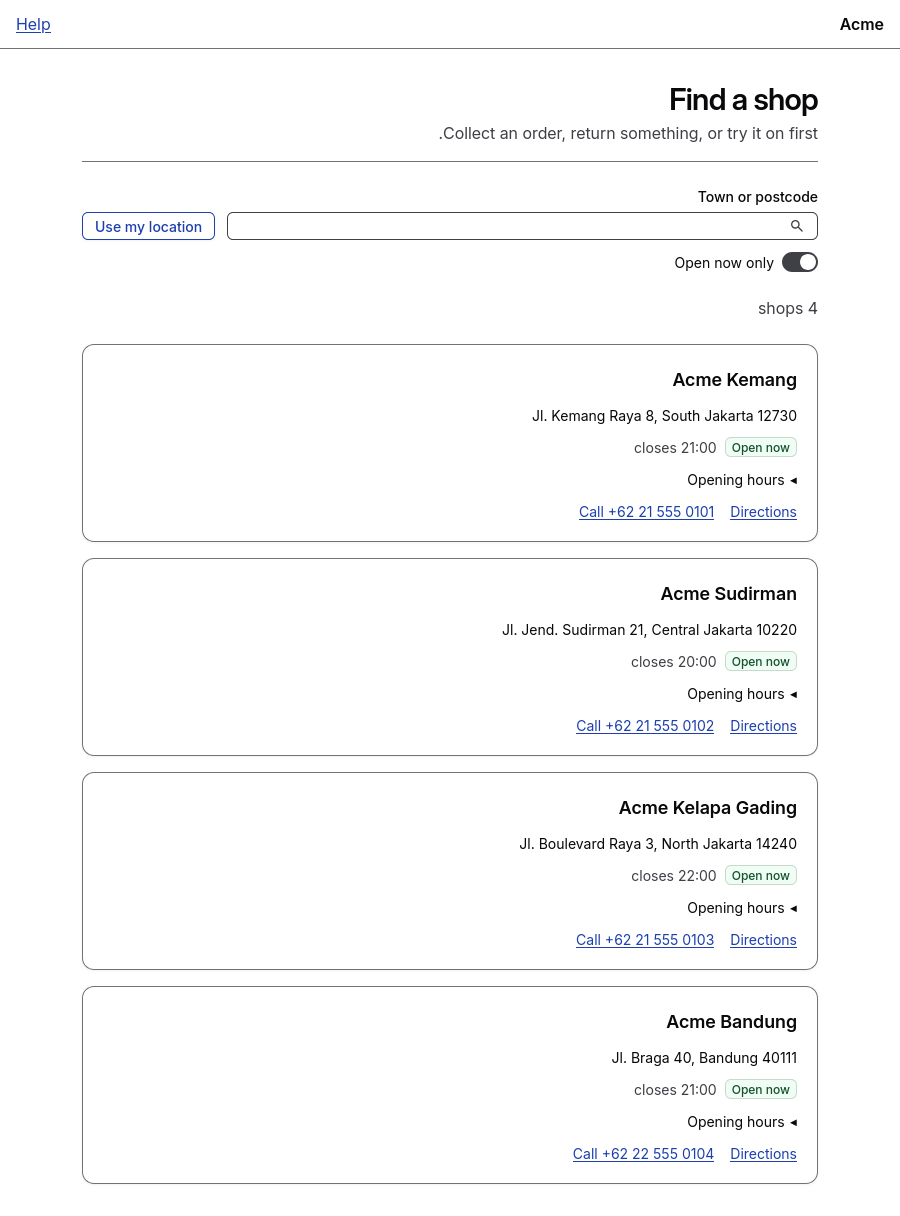 Acme
Help
Find a shop
.Collect an order, return something, or try it on first
Town or postcode
Use my location
Open now only
shops 4
Acme Kemang
Jl. Kemang Raya 8, South Jakarta 12730
closes 21:00 Open now
Opening hours
Call +62 21 555 0101 Directions
Acme Sudirman
Jl. Jend. Sudirman 21, Central Jakarta 10220
closes 20:00 Open now
Opening hours
Call +62 21 555 0102 Directions
Acme Kelapa Gading
Jl. Boulevard Raya 3, North Jakarta 14240
closes 22:00 Open now
Opening hours
Call +62 21 555 0103 Directions
Acme Bandung
Jl. Braga 40, Bandung 40111
closes 21:00 Open now
Opening hours
Call +62 22 555 0104 Directions